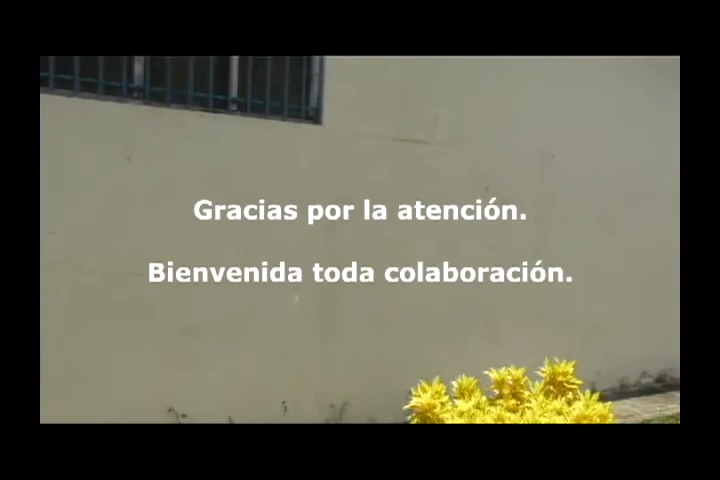 Gracias por la atención.
Bienvenida toda colaboración.